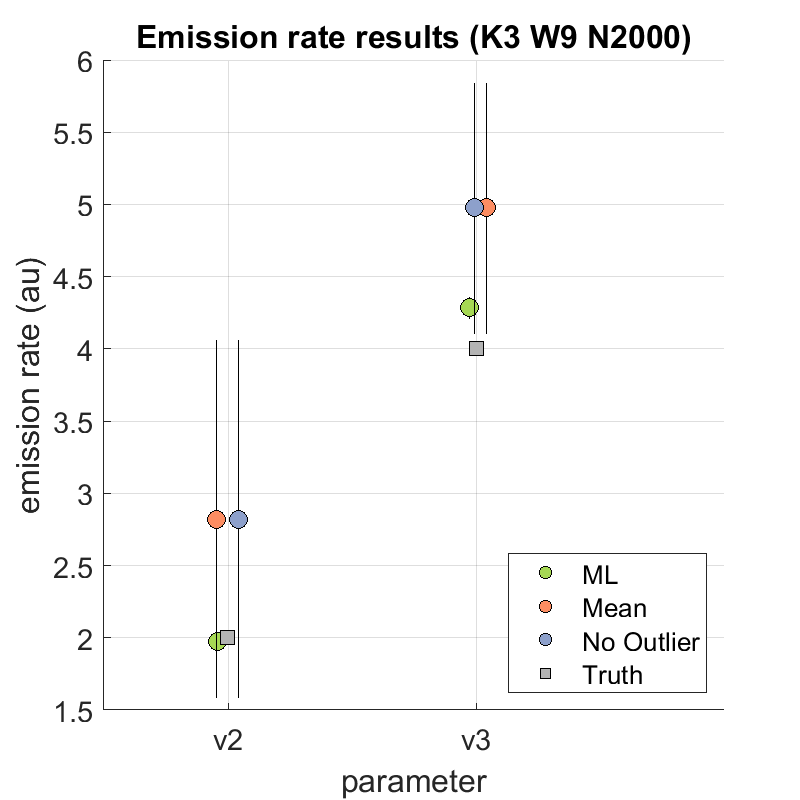 Emission rate results (K3 W9 N2000)
6
5.5
5
4.5
4
3.5
3
2.5
2
1.5
emission rate (au)
v2 v3
parameter
ML
Mean
No Outlier
Truth